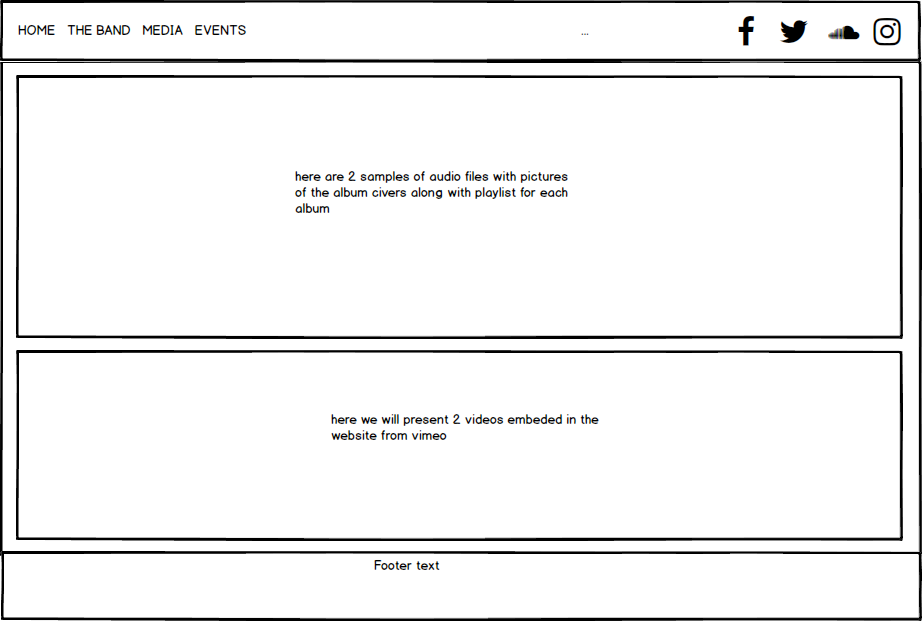 HOME THE BAND MEDIA EVENTS ...
here are 2 samples of audio files with pictures
of the album civers along with playlist for each
album
here we will present 2 videos embeded in the
website from vimeo
Footer text